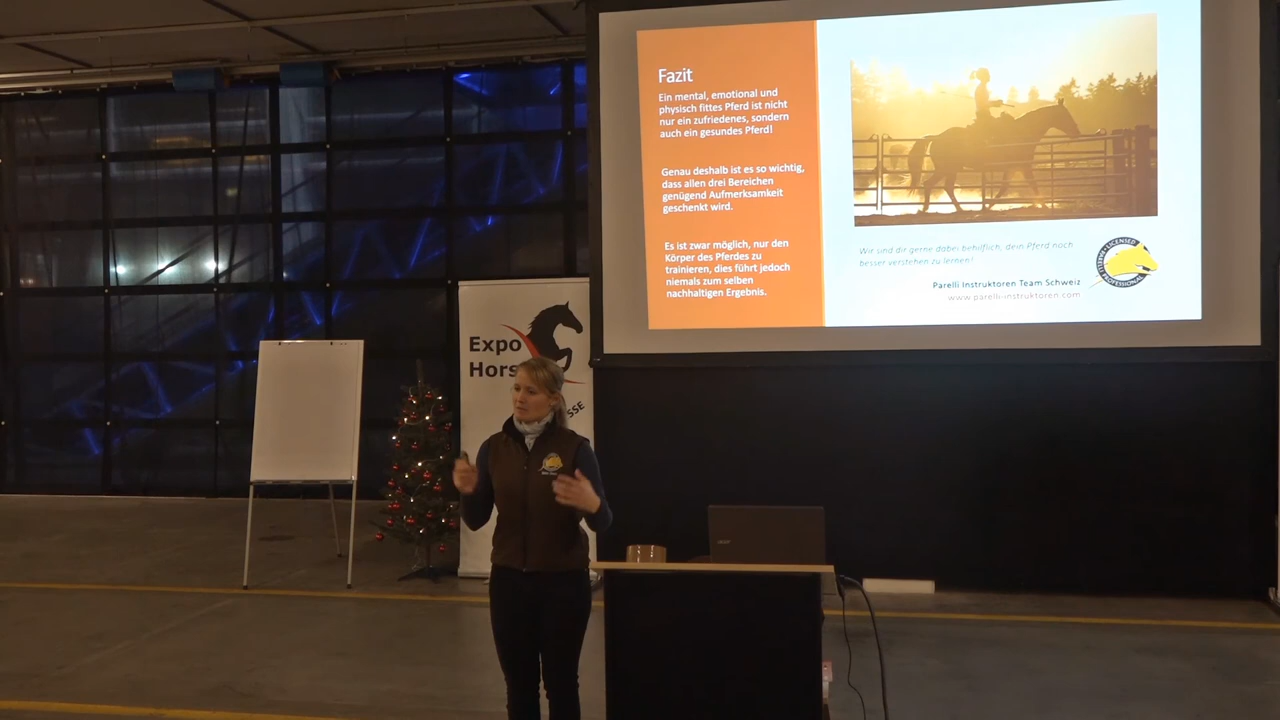 Fazit
Ein mental, emotional und
physisch fittes Pferd ist nicht
nur ein zufriedenes, sondern
auch ein gesundes Pferd!
Genau deshalb ist es so wichtig,
dass allen drei Bereichen
genügend Aufmerksamkeit
geschenkt wird.
Es ist zwar möglich, nur den
Körper des Pferdes zu
trainieren, dies führt jedoch
niemals zum selben
nachhaltigen Ergebnis.
Wir sind dir gerne dabei behilflich, dein Pferd noch
besser verstehen zu lernen!
Parelli Instruktoren Team Schweiz
www.parelli-instruktoren.com
LICENSED
PARELLI
PROFESSIONAL
Expo
Hors
SSE
acer